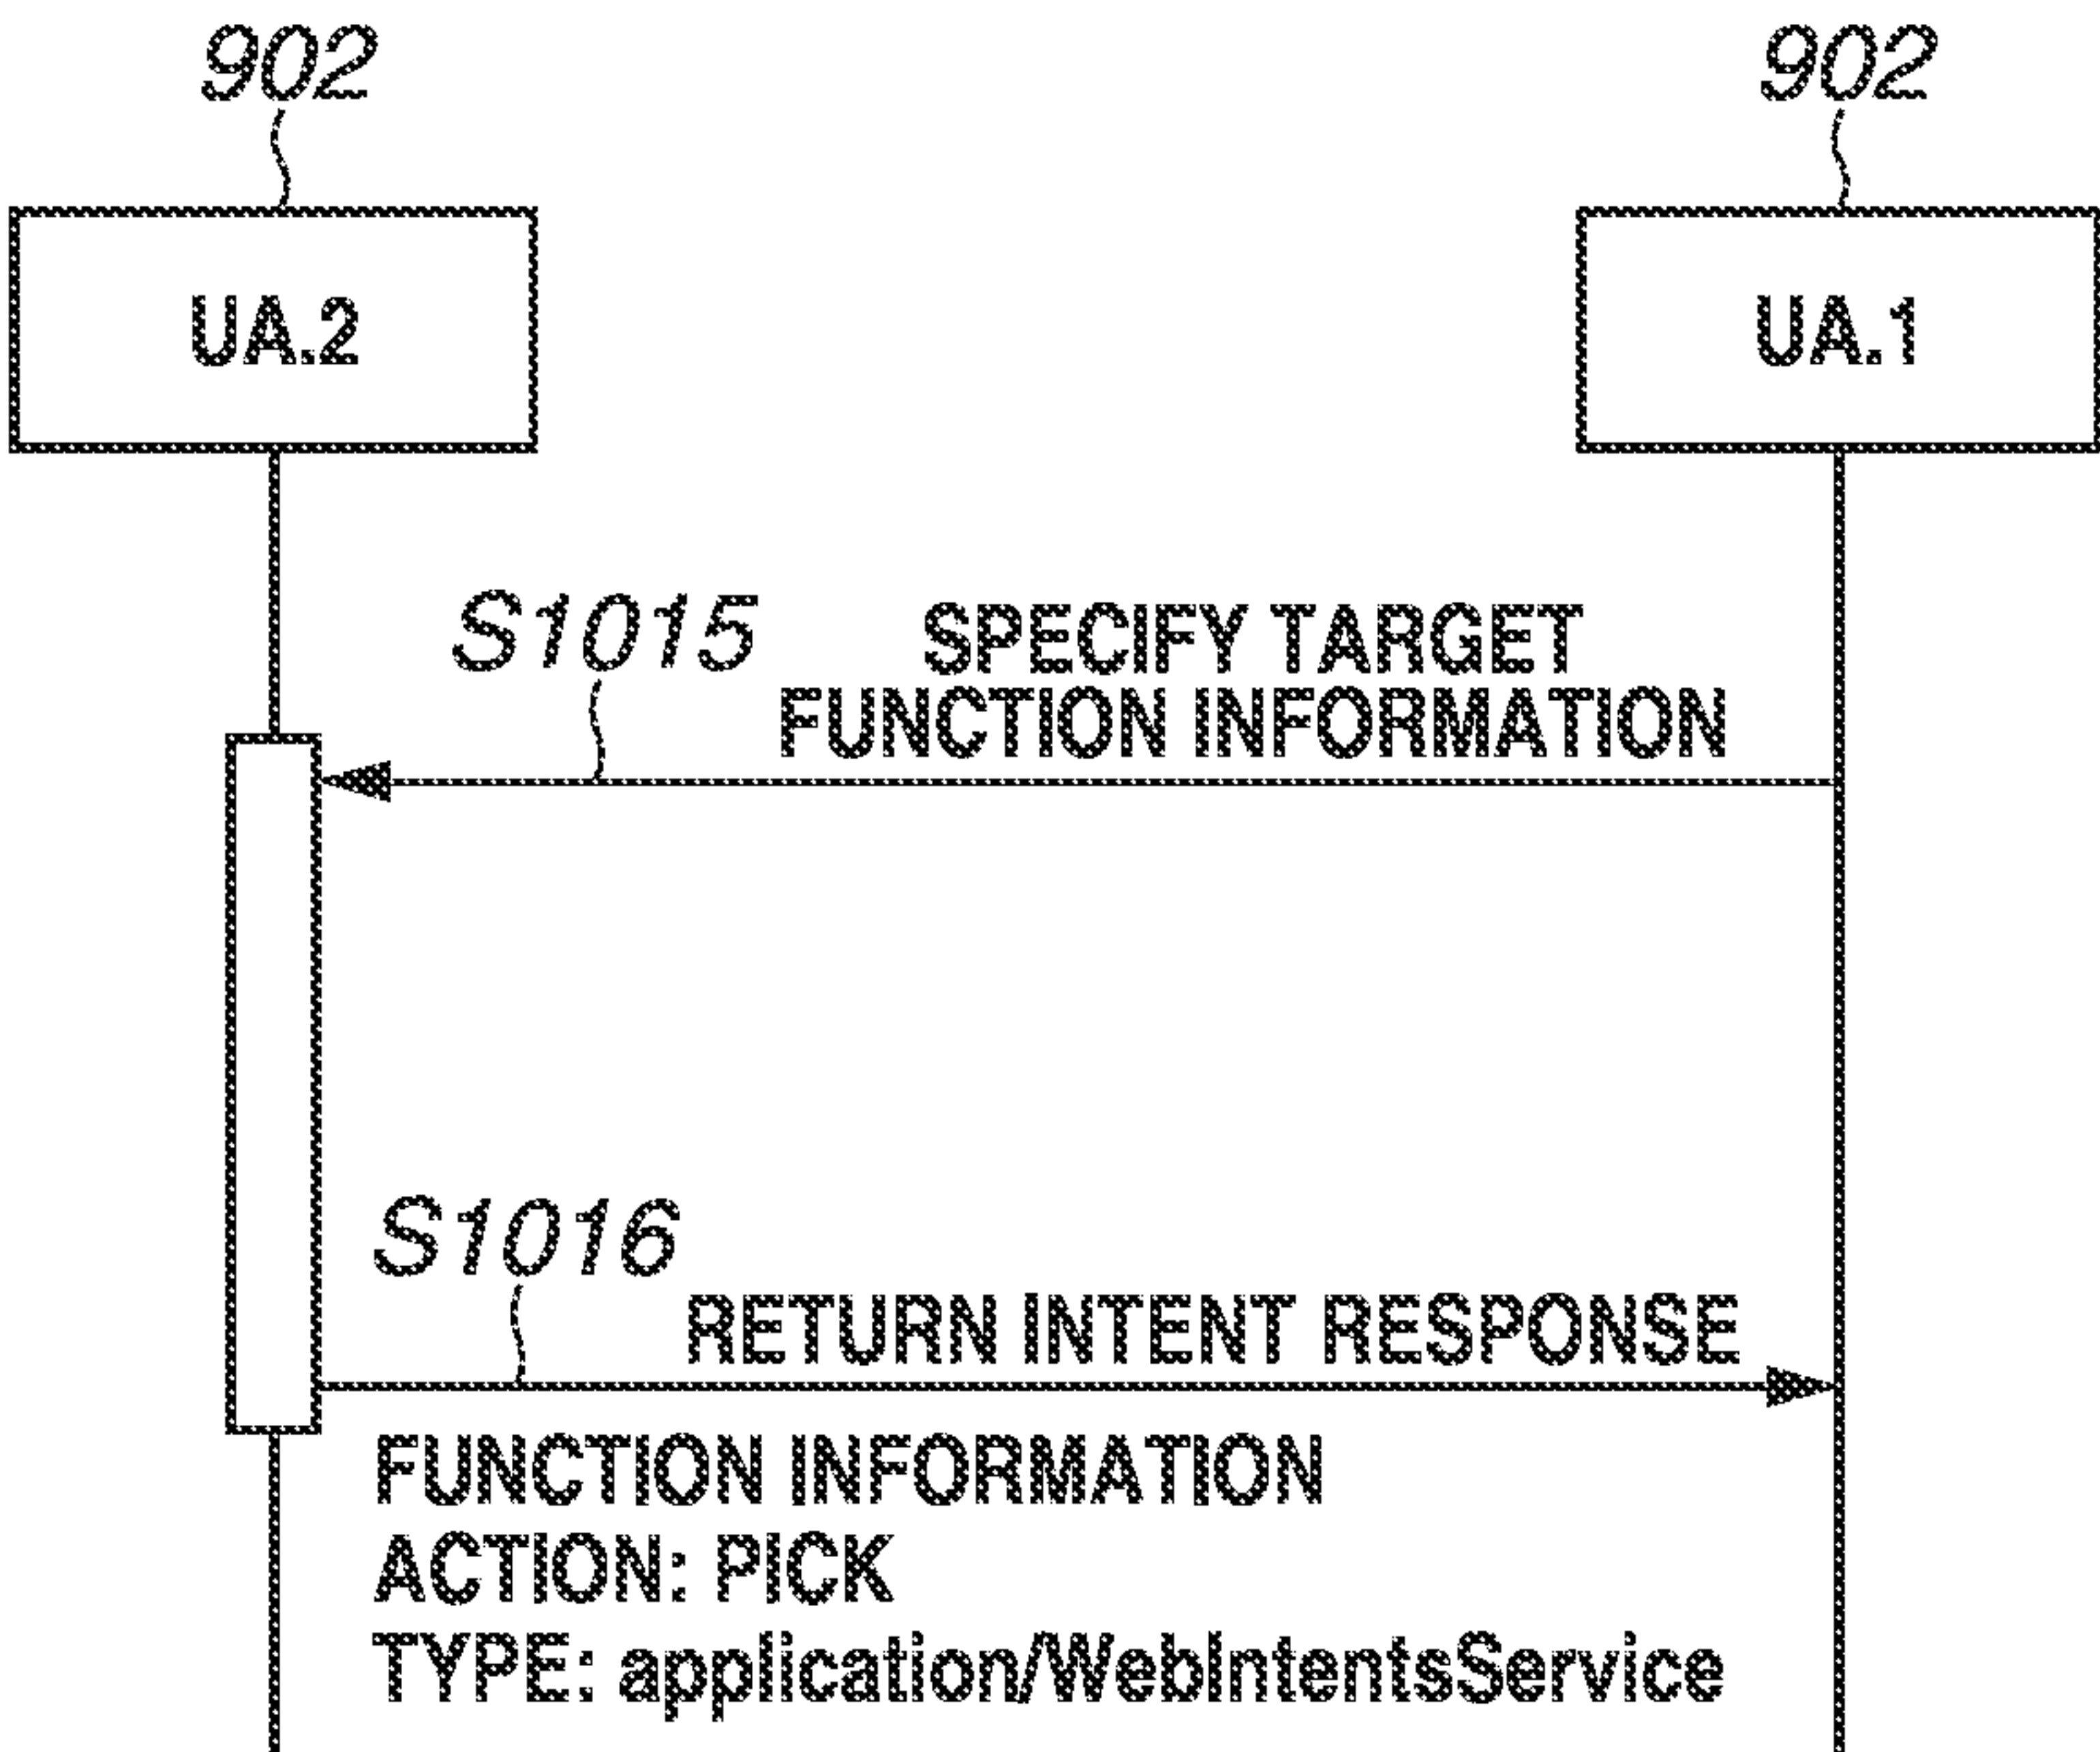 902
902
UA.2
UA.1
S1015
SPECIFY TARGET
FUNCTION INFORMATION
S1016
RETURN INTENT RESPONSE
FUNCTION INFORMATION
ACTION: PICK
TYPE: application/WebIntentsService